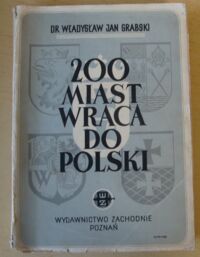 DR WŁADYSŁAW JAN GRABSKI
200
MIAST
WRACA
DO
POLSKI
WYDAWNICTWO ZACHODNIE
POZNAŃ